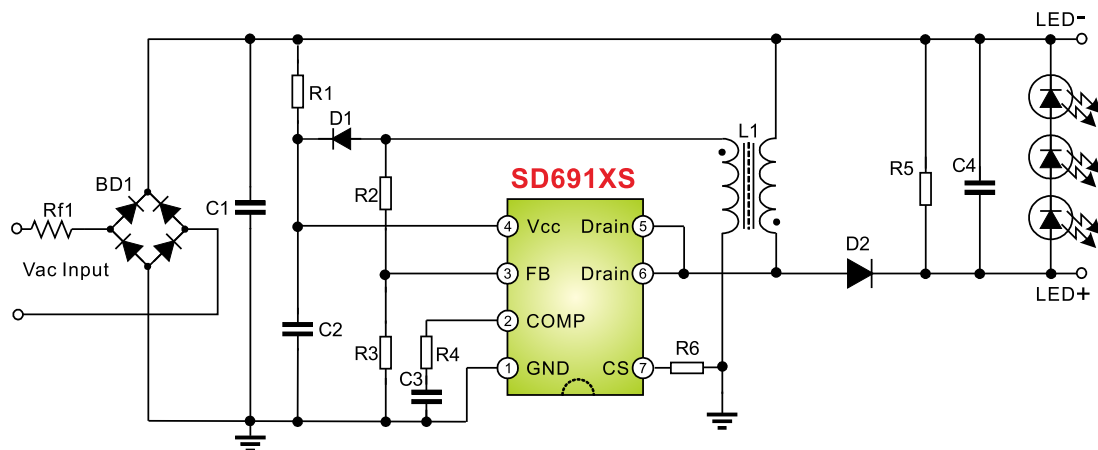 LED-
R1
D1
L1
SD691XS
BD1
R2
R5
C4
Rf1
C1
4 Vcc Drain 5
D2
Vac Input
3 FB Drain 6
LED+
2 COMP
C2
R3
R4
R6
C3
1 GND CS 7